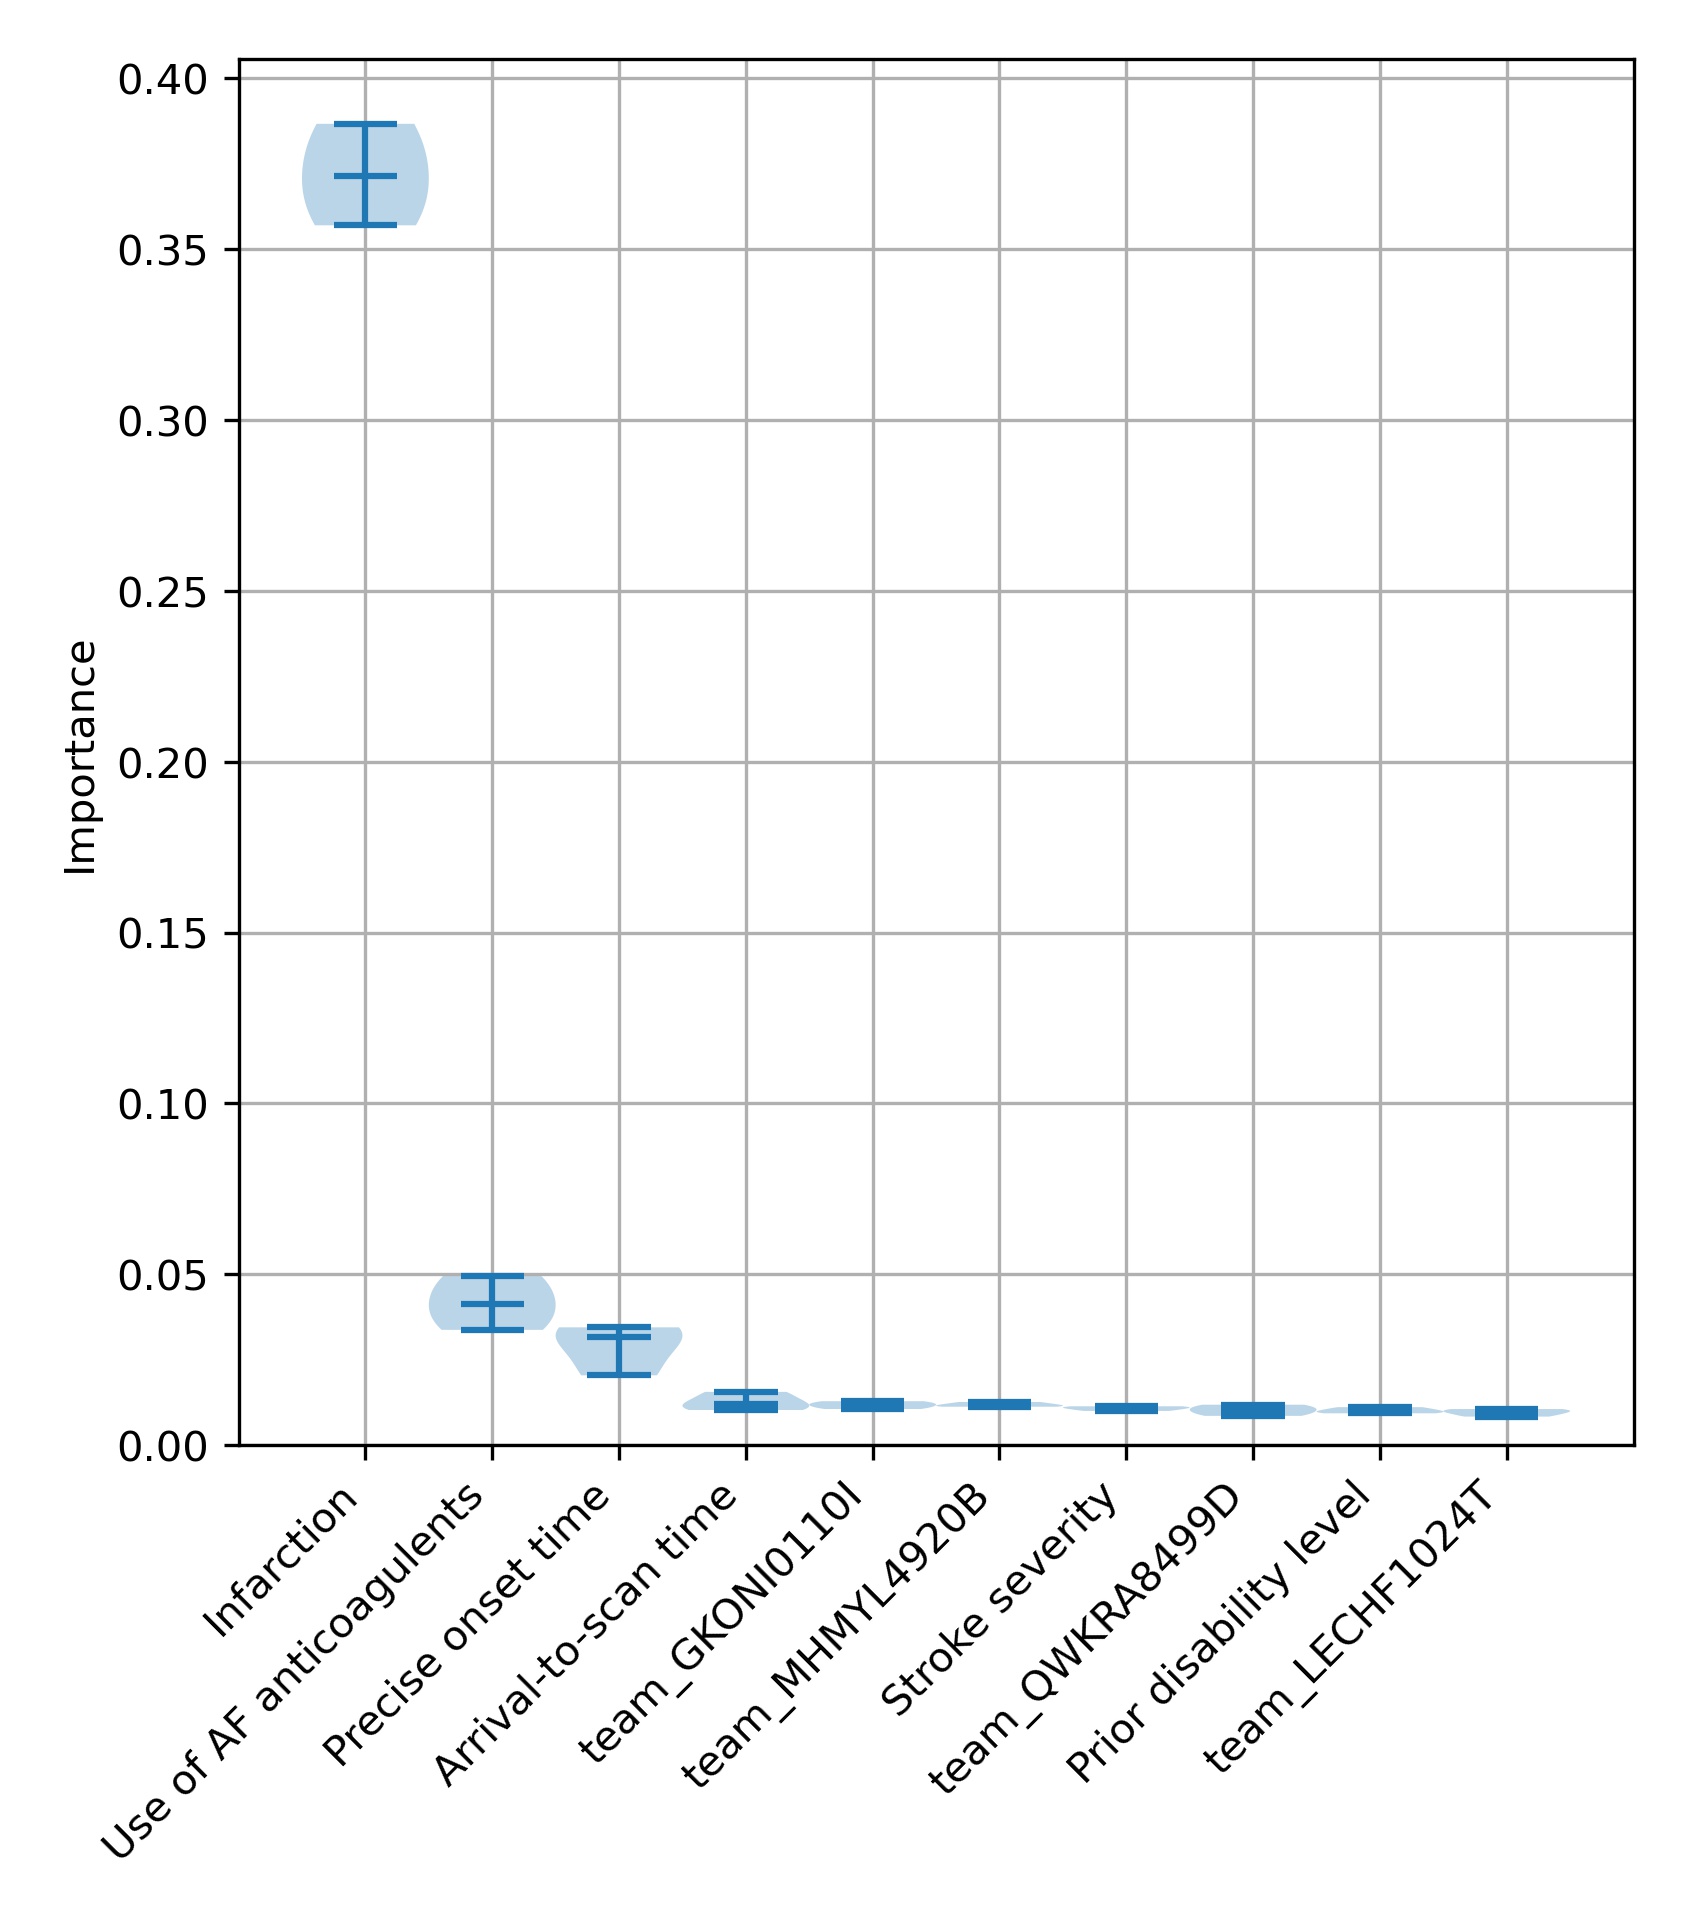 0.40
0.35
0.30
0.25
0.20
0.15
0.10
0.05
0.00
Importance
Infarction
Use of AF anticoagulents
Precise onset time
Arrival-to-scan time
team_GKONI0110I
team_MHMYL4920B
Stroke severity
team_QWKRA8499D
Prior disability level
team_LECHF1024T